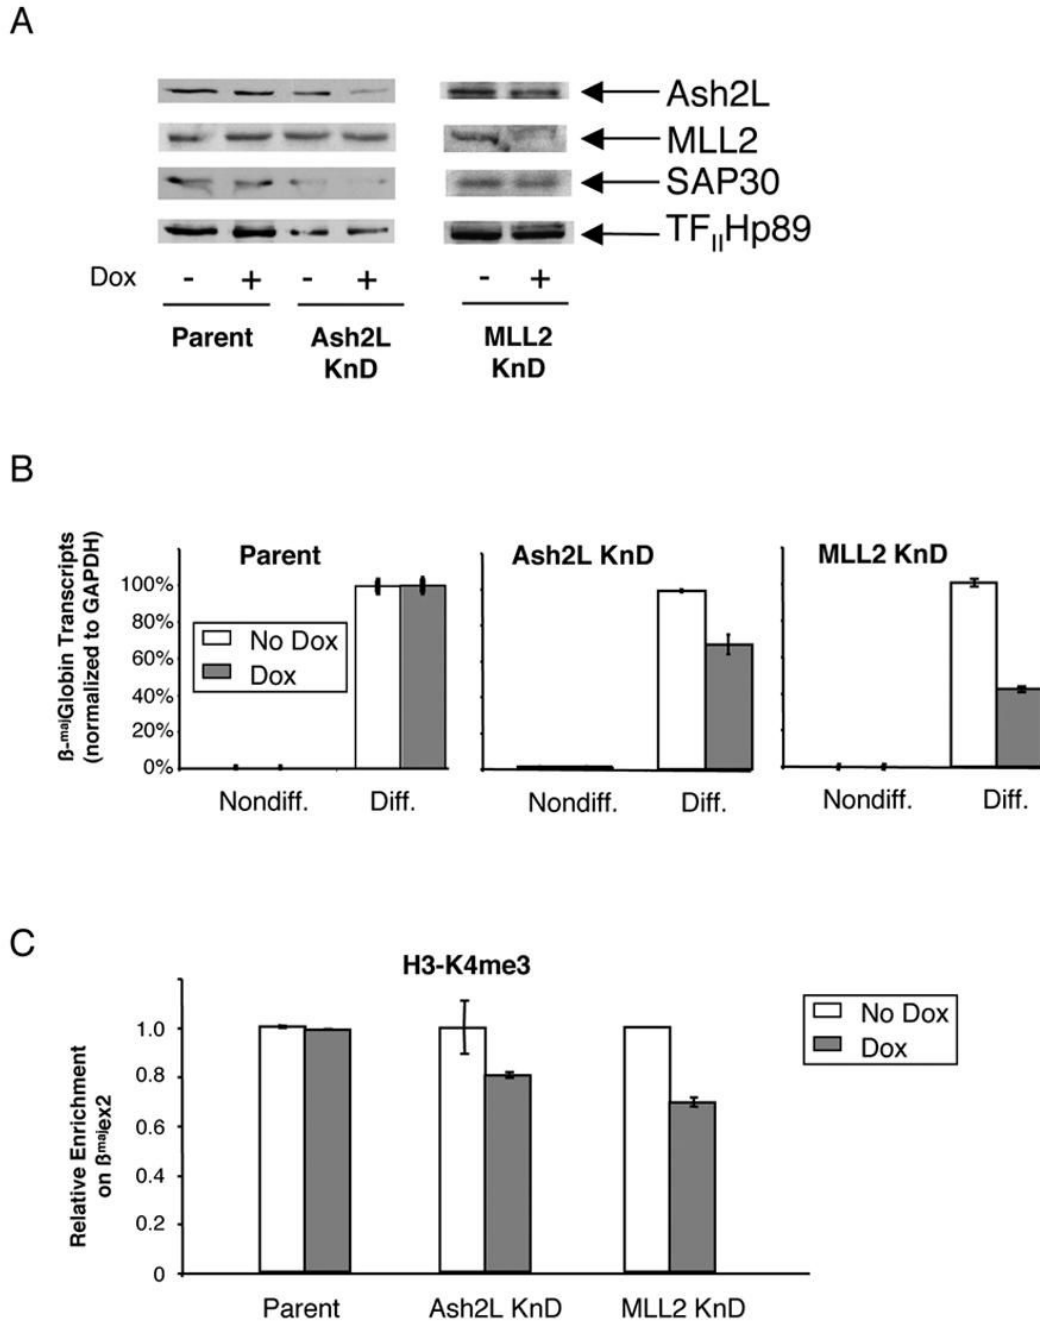 A
Ash2L
MLL2
SAP30
TFIIHp89
Dox - + - + - +
Parent Ash2L KnD MLL2 KnD
B
ß-majGlobin Transcripts
(normalized to GAPDH)
Parent Ash2L KnD MLL2 KnD
100%
80%
60%
40%
20%
0%
No Dox
Dox
Nondiff. Diff. Nondiff. Diff. Nondiff. Diff.
C
H3-K4me3
Relative Enrichment
on ßmajex2
1.0
0.8
0.6
0.4
0.2
0
No Dox
Dox
Parent Ash2L KnD MLL2 KnD